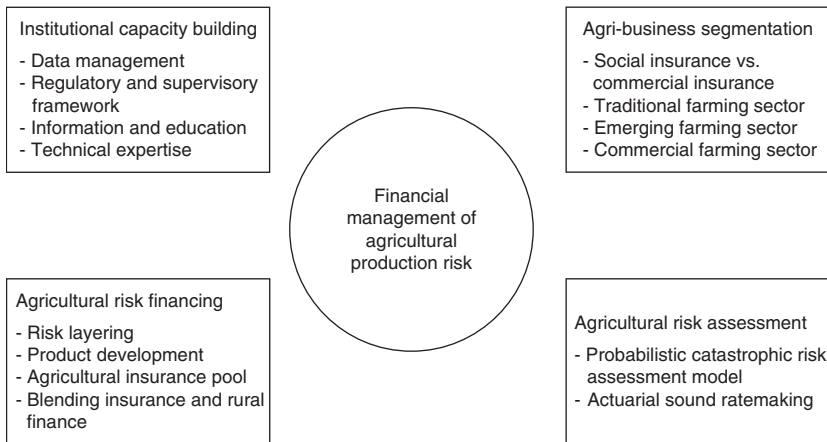 Institutional capacity building
- Data management
- Regulatory and supervisory
framework
- Information and education
- Technical expertise
Agri-business segmentation
- Social insurance vs.
commercial insurance
- Traditional farming sector
- Emerging farming sector
- Commercial farming sector
Financial
management of
agricultural
production risk
Agricultural risk financing
- Risk layering
- Product development
- Agricultural insurance pool
- Blending insurance and rural
finance
Agricultural risk assessment
- Probabilistic catastrophic risk
assessment model
- Actuarial sound ratemaking